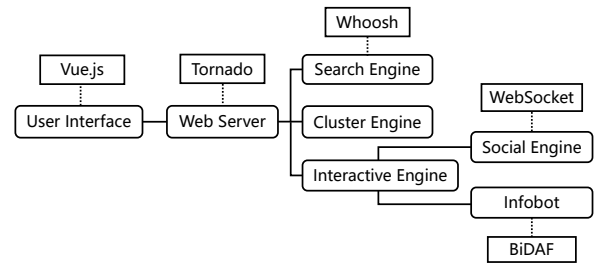 Whoosh
Vue.js
Tornado
Search Engine
WebSocket
User Interface
Web Server
Cluster Engine
Social Engine
Interactive Engine
Infobot
BiDAF